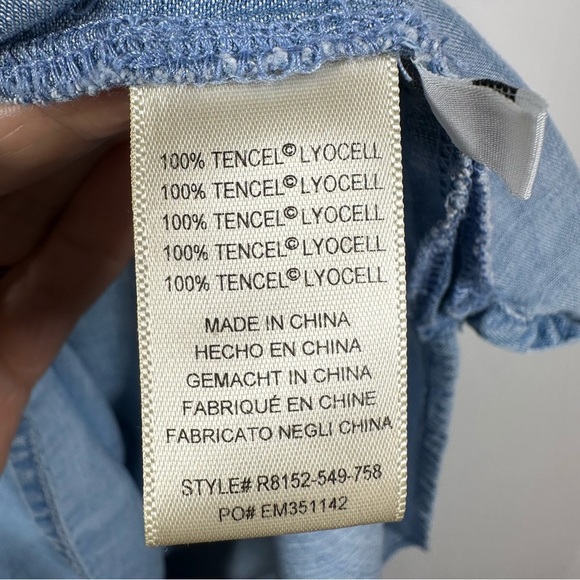 100% TENCEL© LYOCELL
100% TENCEL© LYOCELL
100% TENCEL© LYOCELL
100% TENCEL© LYOCELL
100% TENCEL© LYOCELL
MADE IN CHINA
HECHO EN CHINA
GEMACHT IN CHINA
FABRIQUÉ EN CHINE
FABRICATO NEGLI CHINA
STYLE# R8152-549-758
PO# EM351142